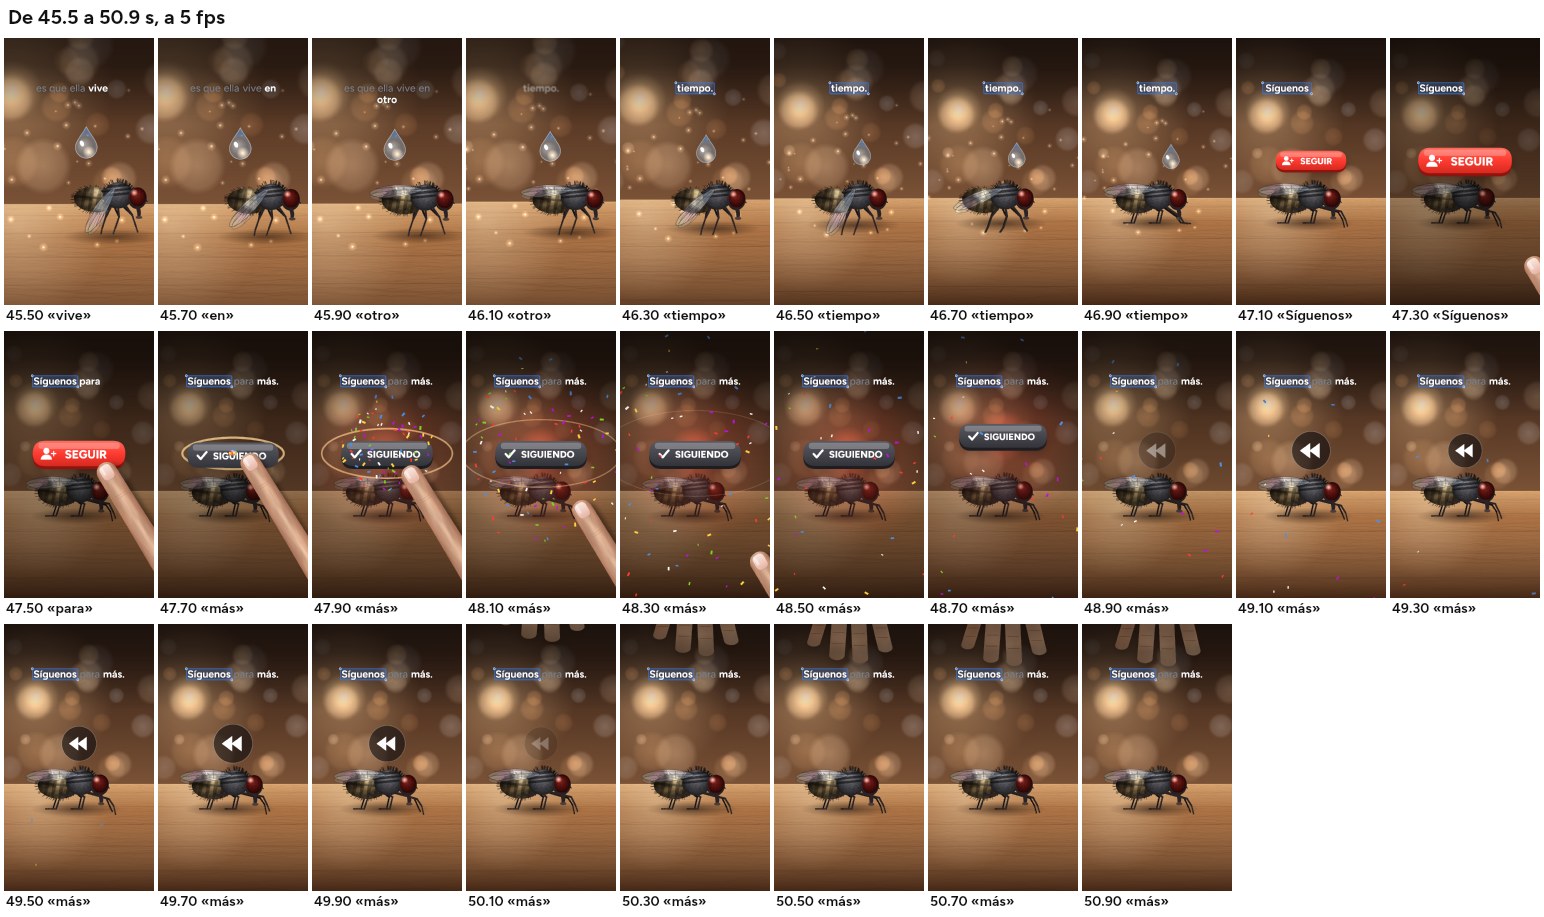 De 45.5 a 50.9 s, a 5 fps
es que ella vive
es que ella vive en
es que ella vive en
otro
tiempo.
tiempo.
tiempo.
tiempo.
tiempo.
Síguenos
SEGUIR
Síguenos
SEGUIR
45.50 «vive»
45.70 «en»
45.90 «otro»
46.10 «otro»
46.30 «tiempo»
46.50 «tiempo»
46.70 «tiempo»
46.90 «tiempo»
47.10 «Síguenos»
47.30 «Síguenos»
Síguenos para
SEGUIR
Síguenos para más.
SIGUIENDO
Síguenos para más.
SIGUIENDO
Síguenos para más.
SIGUIENDO
Síguenos para más.
SIGUIENDO
Síguenos para más.
SIGUIENDO
Síguenos para más.
SIGUIENDO
Síguenos para más.
Síguenos para más.
Síguenos para más.
47.50 «para»
47.70 «más»
47.90 «más»
48.10 «más»
48.30 «más»
48.50 «más»
48.70 «más»
48.90 «más»
49.10 «más»
49.30 «más»
Síguenos para más.
Síguenos para más.
Síguenos para más.
Síguenos para más.
Síguenos para más.
Síguenos para más.
Síguenos para más.
Síguenos para más.
49.50 «más»
49.70 «más»
49.90 «más»
50.10 «más»
50.30 «más»
50.50 «más»
50.70 «más»
50.90 «más»